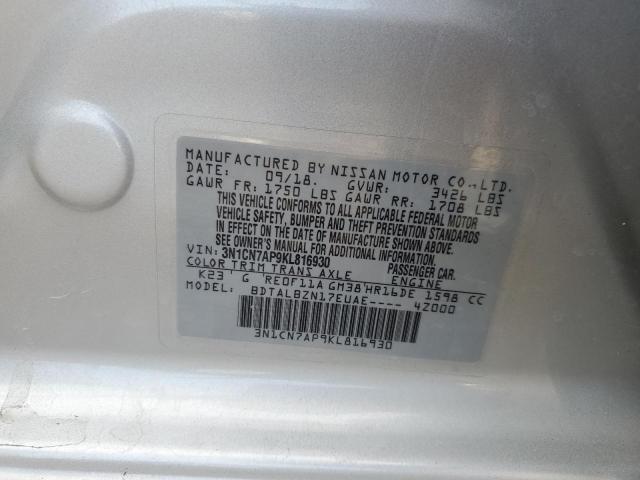 MANUFACTURED BY NISSAN MOTOR CO.,LTD.
DATE: 09/18. GVWR: 3426 LBS
GAWR FR: 1750 LBS GAWR RR: 1708 LBS
THIS VEHICLE CONFORMS TO ALL APPLICABLE FEDERAL MOTOR
VEHICLE SAFETY, BUMPER AND THEFT PREVENTION STANDARDS
IN EFFECT ON THE DATE OF MANUFACTURE SHOWN ABOVE.
SEE OWNER'S MANUAL FOR ADDITIONAL INFORMATION.
VIN: 3N1CN7AP9KL816930 PASSENGER CAR.
COLOR TRIM TRANS AXLE ENGINE
K23' G 'RE0F11A GM38'HR16DE 1598 CC
MODEL: BDTALBZN17EUAE---- 4Z000
3N1CN7AP9KL816930